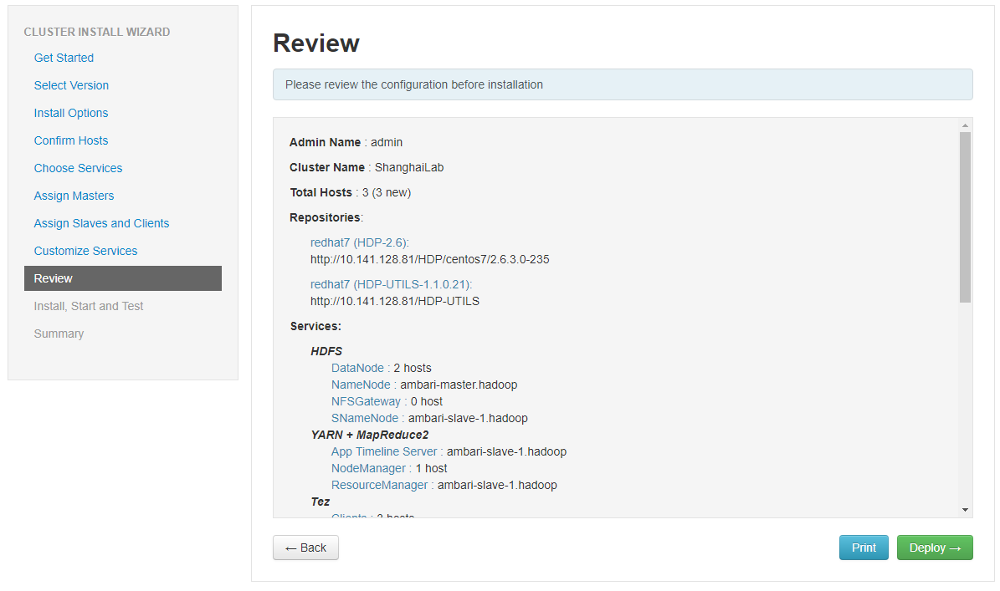 CLUSTER INSTALL WIZARD
Get Started
Select Version
Install Options
Confirm Hosts
Choose Services
Assign Masters
Assign Slaves and Clients
Customize Services
Review
Install, Start and Test
Summary
Review
Please review the configuration before installation
Admin Name : admin
Cluster Name : ShanghaiLab
Total Hosts : 3 (3 new)
Repositories:
redhat7 (HDP-2.6):
http://10.141.128.81/HDP/centos7/2.6.3.0-235
redhat7 (HDP-UTILS-1.1.0.21):
http://10.141.128.81/HDP-UTILS
Services:
HDFS
DataNode : 2 hosts
NameNode : ambari-master.hadoop
NFSGateway : 0 host
SNameNode : ambari-slave-1.hadoop
YARN + MapReduce2
App Timeline Server : ambari-slave-1.hadoop
NodeManager : 1 host
ResourceManager : ambari-slave-1.hadoop
Tez
Clients : hosts
← Back
Print
Deploy →